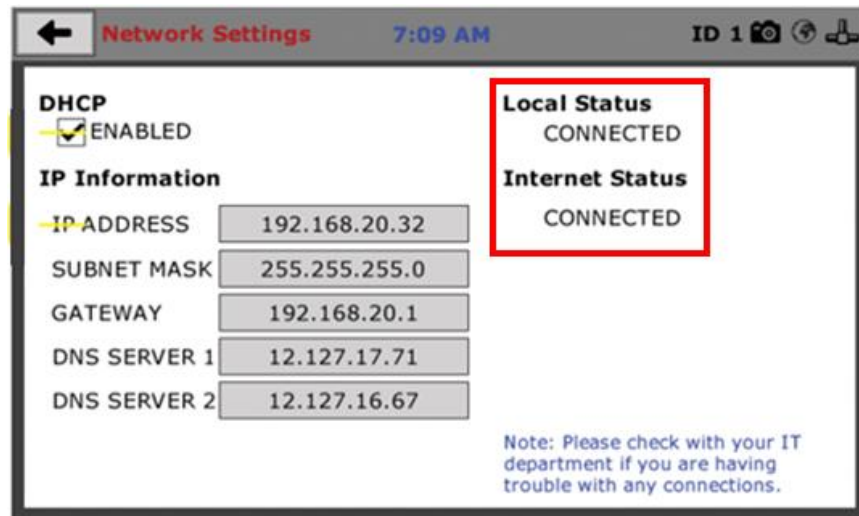 Network Settings 7:09 AM ID 1
DHCP
ENABLED
IP Information
IP ADDRESS 192.168.20.32
SUBNET MASK 255.255.255.0
GATEWAY 192.168.20.1
DNS SERVER 1 12.127.17.71
DNS SERVER 2 12.127.16.67
Local Status
CONNECTED
Internet Status
CONNECTED
Note: Please check with your IT
department if you are having
trouble with any connections.